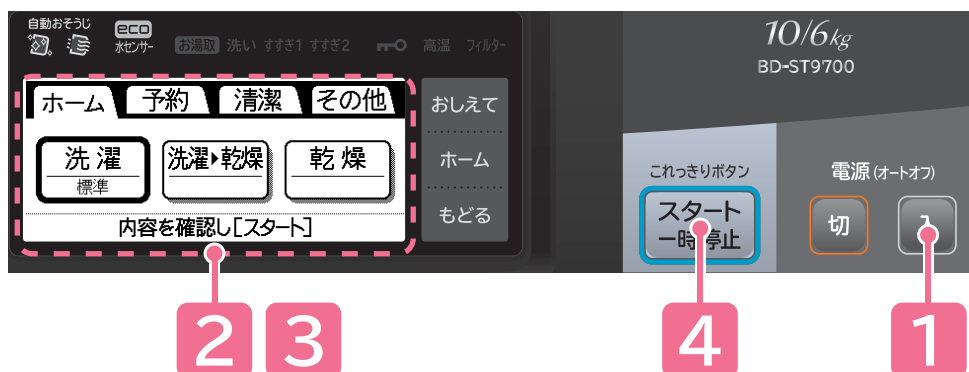 自動おそうじ
eco
水センサー
お湯取 洗い すすぎ1 すすぎ2 高温 フィルター
ホーム 予約 清潔 その他
洗濯
標準
洗濯▶乾燥
乾燥
内容を確認し[スタート]
おしえて
ホーム
もどる
10/6kg
BD-ST9700
これっきりボタン
スタート
一時停止
電源(オートオフ)
切
入
2 3 4 1